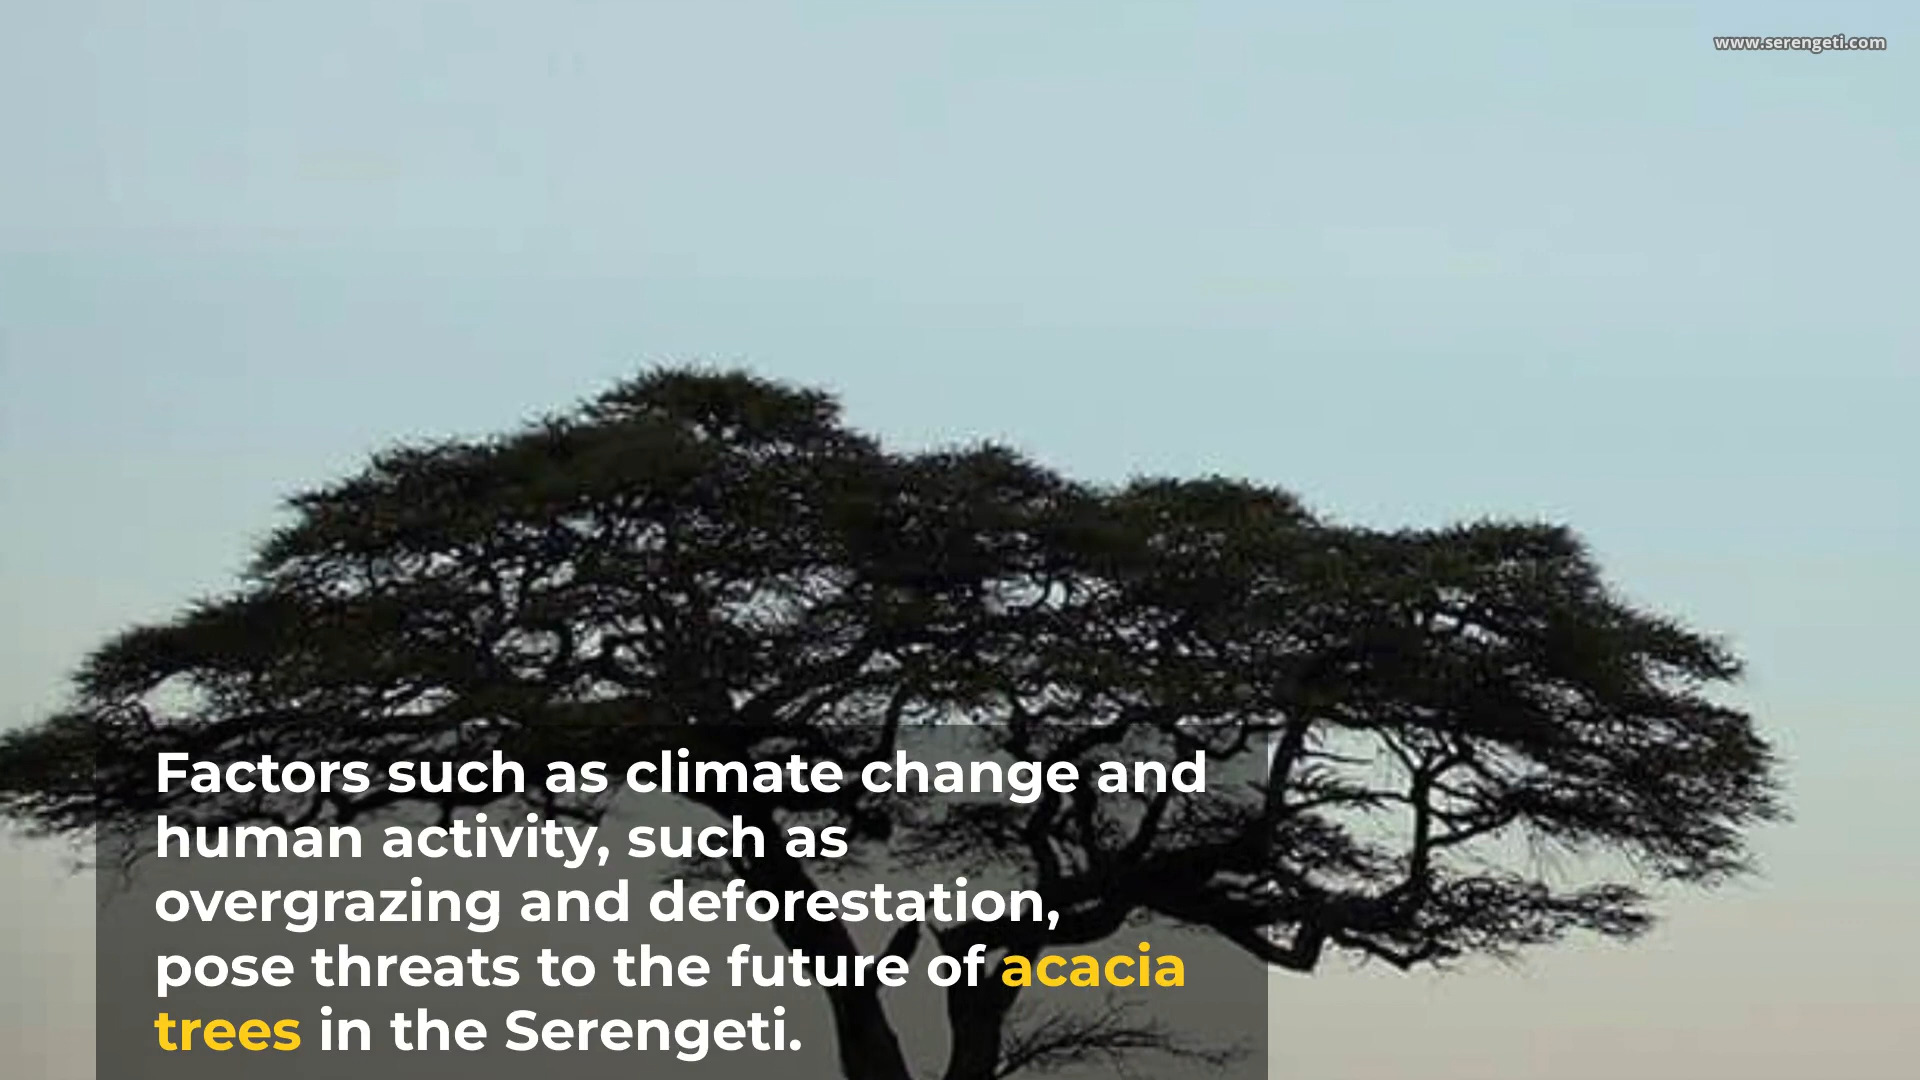 www.serengeti.com
Factors such as climate change and
human activity, such as
overgrazing and deforestation,
pose threats to the future of acacia
trees in the Serengeti.